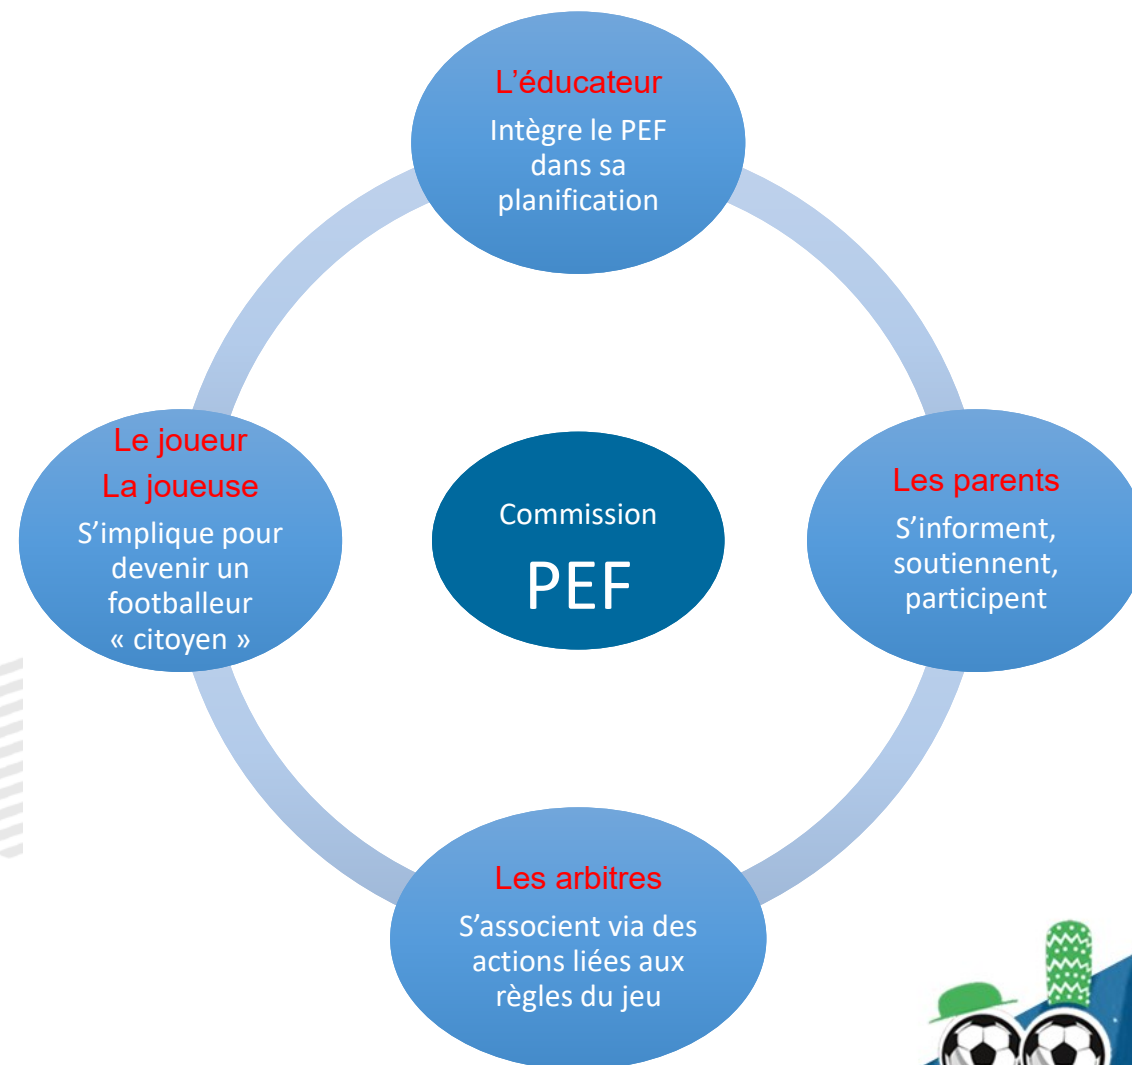 L'éducateur
Intègre le PEF
dans sa
planification
Le joueur
La joueuse
S'implique pour
devenir un
footballeur
« citoyen »
Commission
PEF
Les parents
S'informent,
soutiennent,
participent
Les arbitres
S'associent via des
actions liées aux
règles du jeu